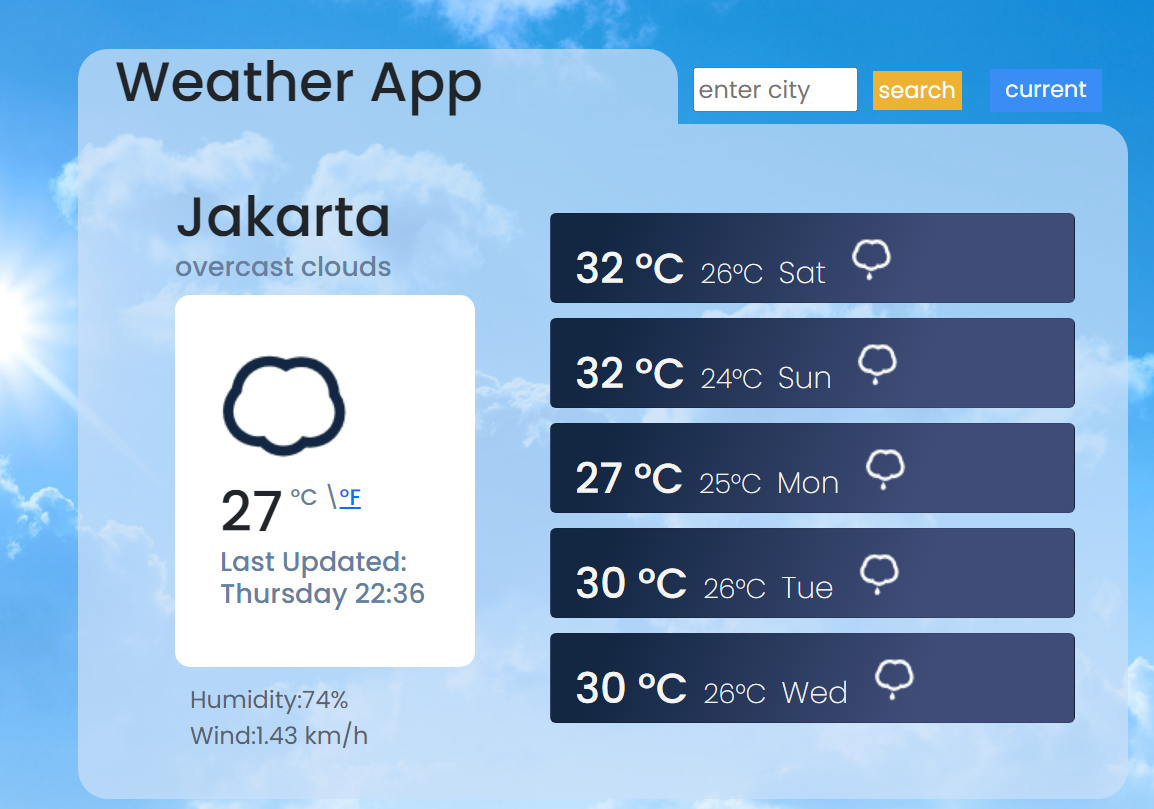 Weather App
enter city
search
current
Jakarta
overcast clouds
27 °C \°F
Last Updated:
Thursday 22:36
Humidity:74%
Wind:1.43 km/h
32 °C 26°C Sat
32 °C 24°C Sun
27 °C 25°C Mon
30 °C 26°C Tue
30 °C 26°C Wed